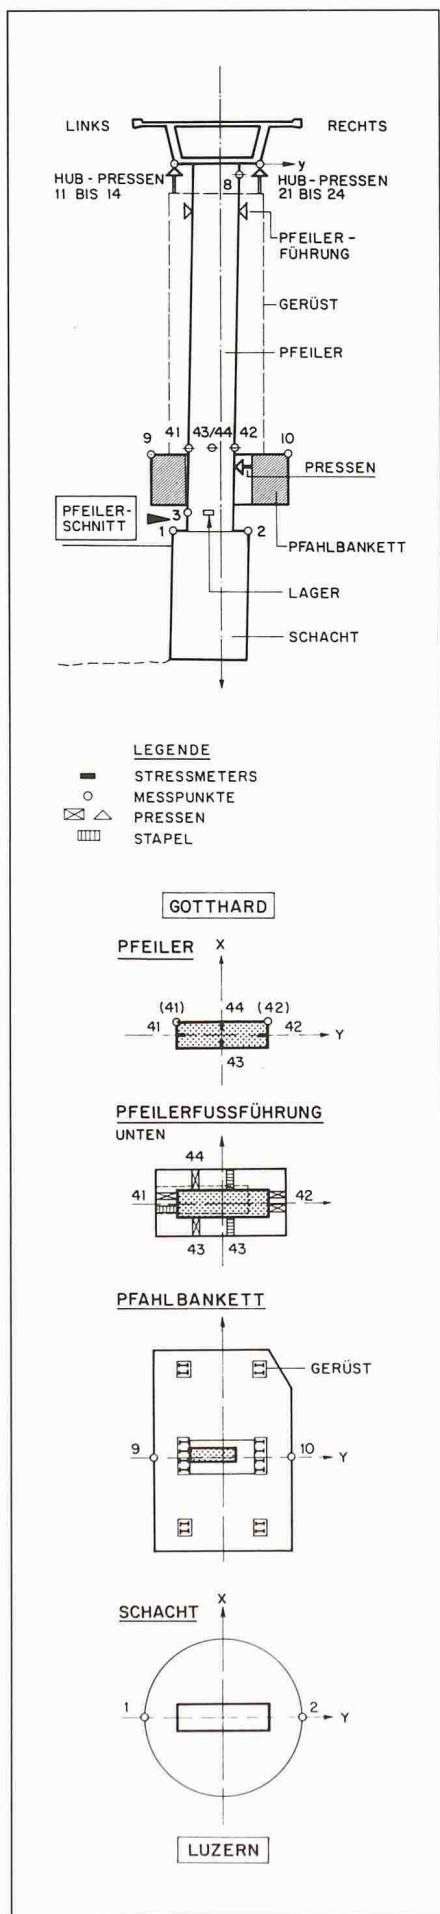 LINKS RECHTS
y
HUB-PRESSEN 11 BIS 14
8
HUB-PRESSEN 21 BIS 24
PFEILER-FÜHRUNG
GERÜST
PFEILER
9 41 43/44 42 10
PRESSEN
PFEILER-SCHNITT
3
1 2
PFAHLBANKETT
LAGER
SCHACHT
LEGENDE
STRESSMETERS
MESSPUNKTE
PRESSEN
STAPEL
GOTTHARD
PFEILER
X
(41) 44 (42)
41 42 Y
43
PFEILERFUSSFÜHRUNG
UNTEN
44
41 42
43 43
PFAHLBANKETT
GERÜST
9 10 Y
X
SCHACHT
1 2 Y
LUZERN